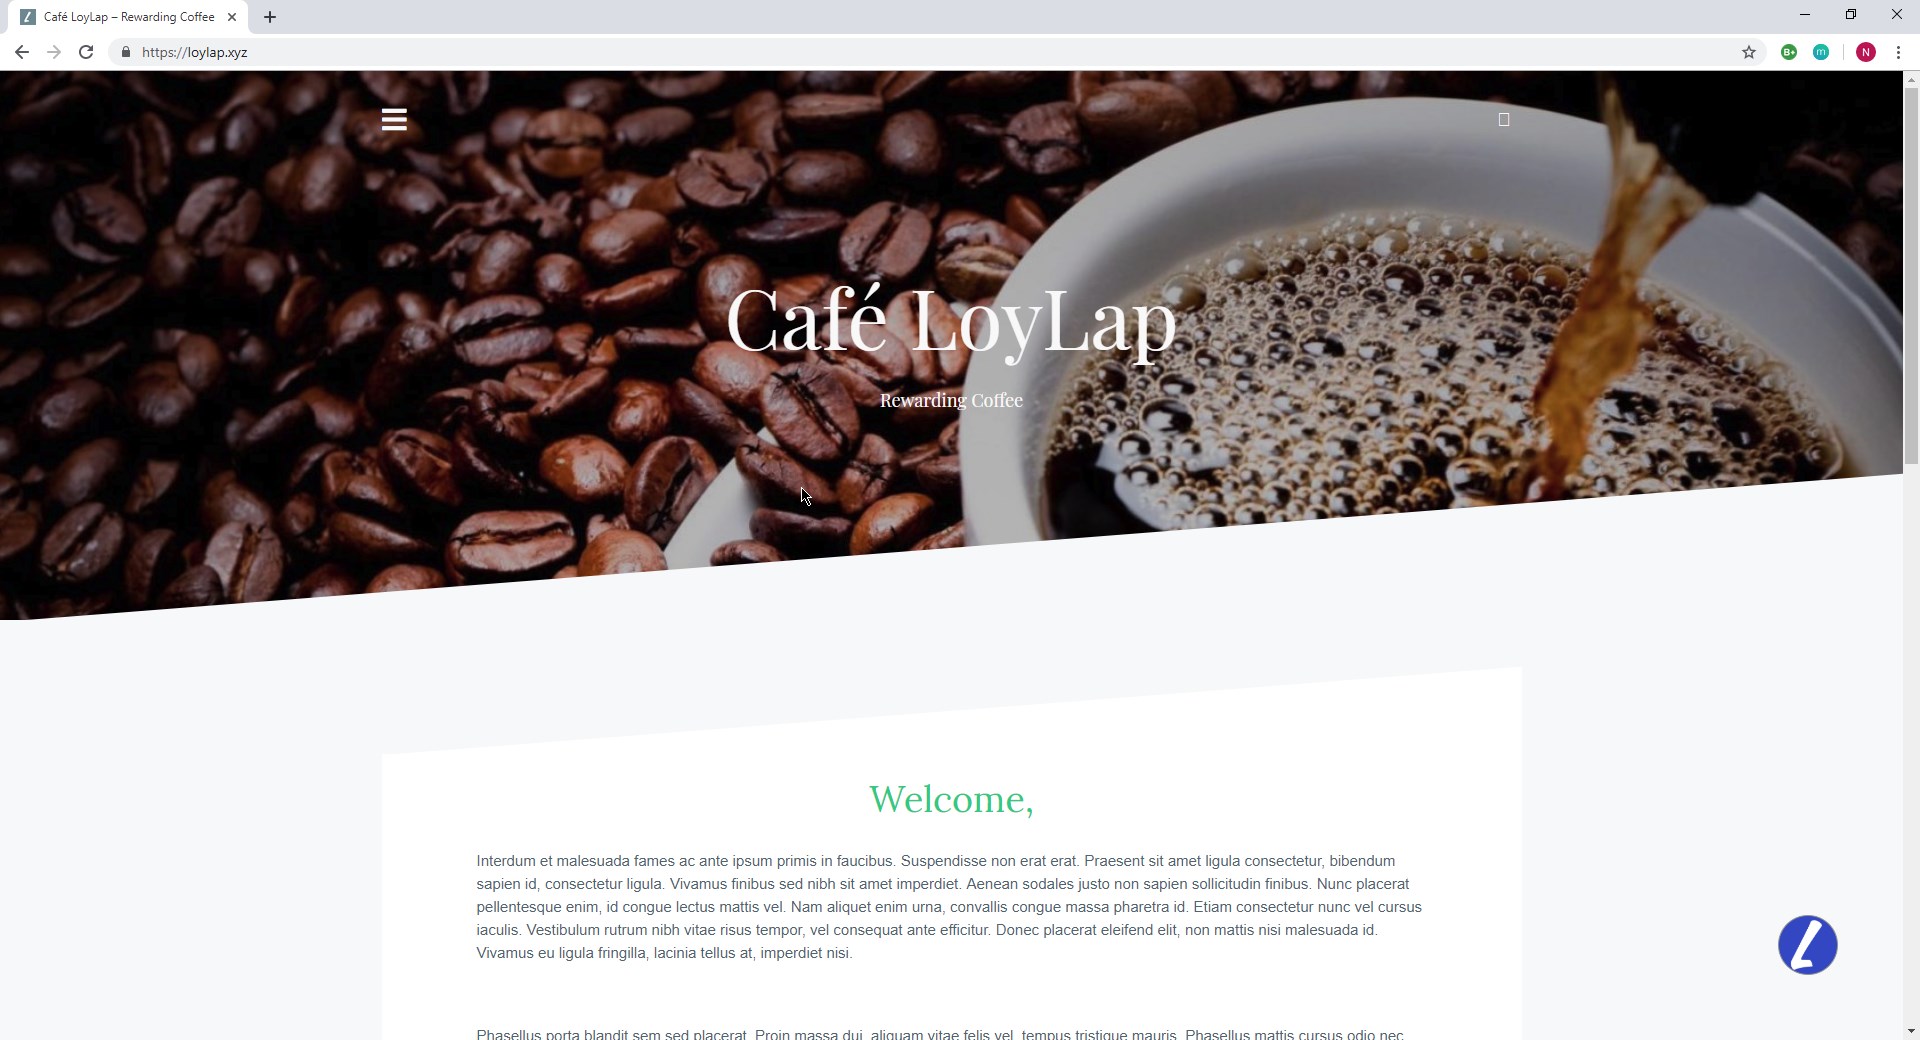 Café LoyLap – Rewarding Coffee
https://loylap.xyz
B+
m
N
Café LoyLap
Rewarding Coffee
Welcome,
Interdum et malesuada fames ac ante ipsum primis in faucibus. Suspendisse non erat erat. Praesent sit amet ligula consectetur, bibendum
sapien id, consectetur ligula. Vivamus finibus sed nibh sit amet imperdiet. Aenean sodales justo non sapien sollicitudin finibus. Nunc placerat
pellentesque enim, id congue lectus mattis vel. Nam aliquet enim urna, convallis congue massa pharetra id. Etiam consectetur nunc vel cursus
iaculis. Vestibulum rutrum nibh vitae risus tempor, vel consequat ante efficitur. Donec placerat eleifend elit, non mattis nisi malesuada id.
Vivamus eu ligula fringilla, lacinia tellus at, imperdiet nisi.
L
Phasellus porta blandit sem sed placerat. Proin massa dui, aliquam vitae felis vel, tempus tristique mauris. Phasellus mattis cursus odio nec